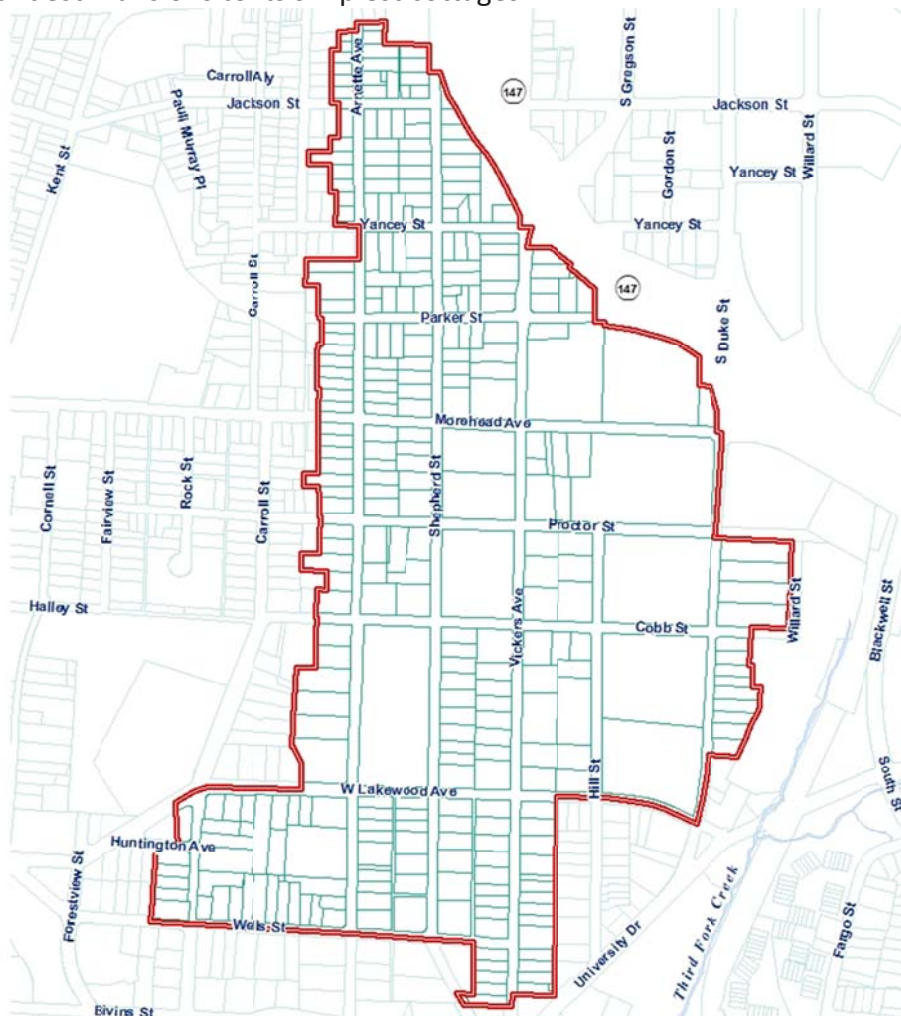 Arnette Ave
S Gregson St
CarrollAly
Jackson St
147
Jackson St
Pauli Murray Pl
Kent St
Gordon St
Willard St
Yancey St
Yancey St
Yancey St
Carroll St
147
Parker St
S Duke St
Morehead Ave
Cornell St
Fairview St
Rock St
Carroll St
Shepherd St
Proctor St
Halley St
Vickers Ave
Cobb St
Willard St
Blackwell St
W Lakewood Ave
Hill St
South St
Huntington Ave
Forestview St
Wells St
University Dr
Third Fork Creek
Fargo St
Bivins St